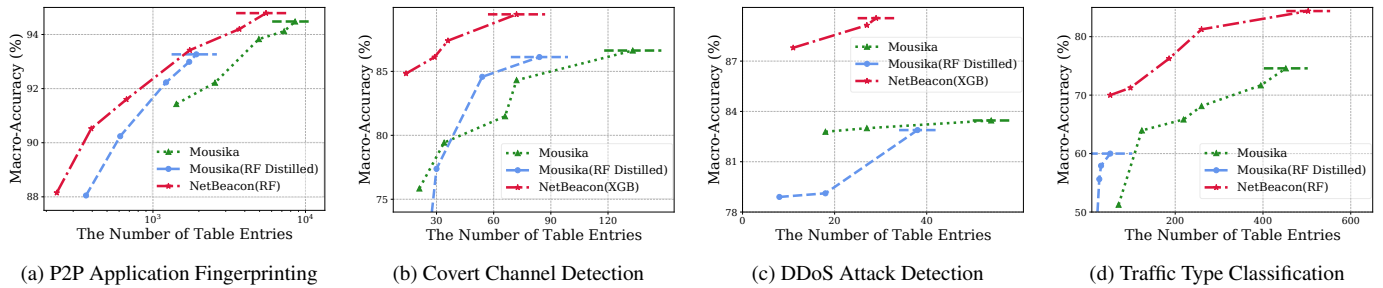 Macro-Accuracy (%)
94
92
90
88
Mousika
Mousika(RF Distilled)
NetBeacon(RF)
10³
10⁴
The Number of Table Entries
(a) P2P Application Fingerprinting
Macro-Accuracy (%)
90
85
80
75
Mousika
Mousika(RF Distilled)
NetBeacon(XGB)
30
60
90
120
The Number of Table Entries
(b) Covert Channel Detection
Macro-Accuracy (%)
90
87
84
81
78
Mousika
Mousika(RF Distilled)
NetBeacon(XGB)
20
40
The Number of Table Entries
(c) DDoS Attack Detection
Macro-Accuracy (%)
80
70
60
50
Mousika
Mousika(RF Distilled)
NetBeacon(RF)
200
400
600
The Number of Table Entries
(d) Traffic Type Classification